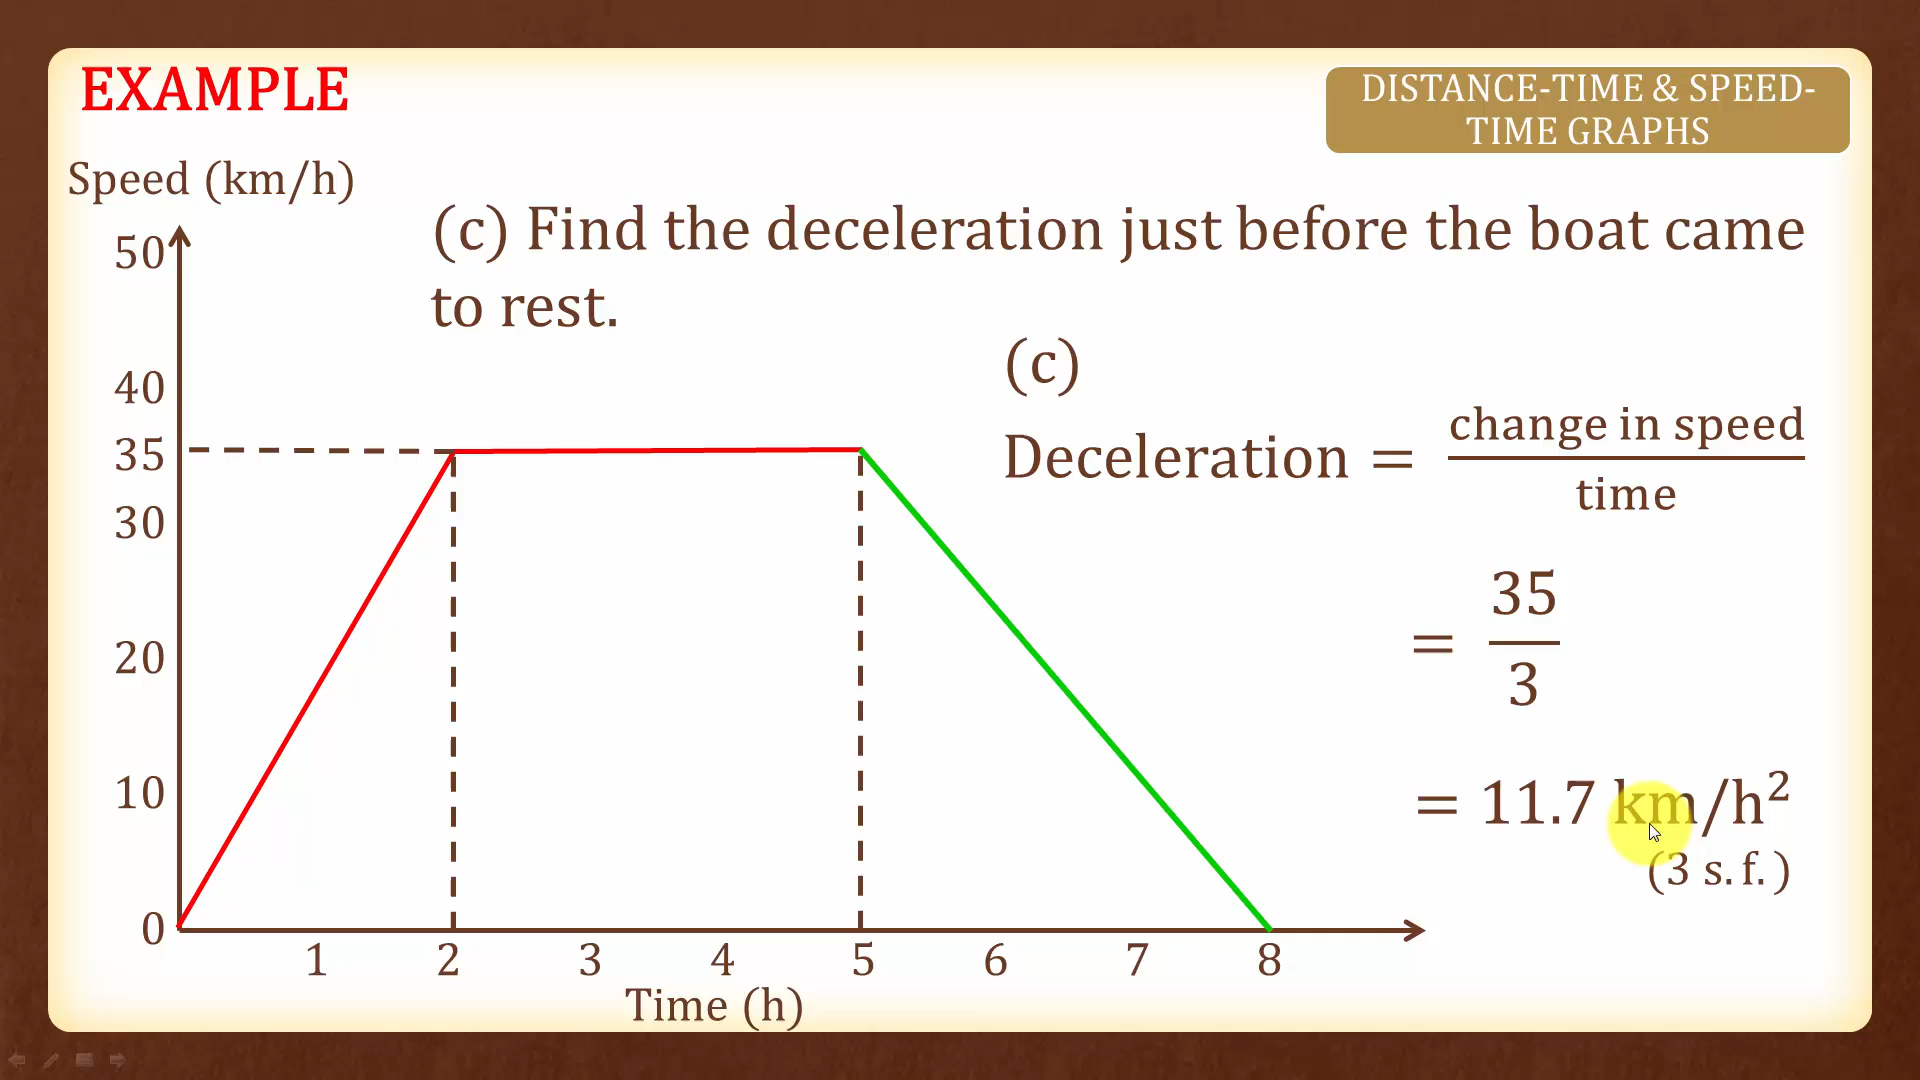 EXAMPLE
DISTANCE-TIME & SPEED-
TIME GRAPHS
Speed (km/h)
(c) Find the deceleration just before the boat came
to rest.
(c)
Deceleration = change in speed
time
= 35
3
= 11.7 km/h²
(3 s.f.)
50
40
35
30
20
10
0
1 2 3 4 5 6 7 8
Time (h)